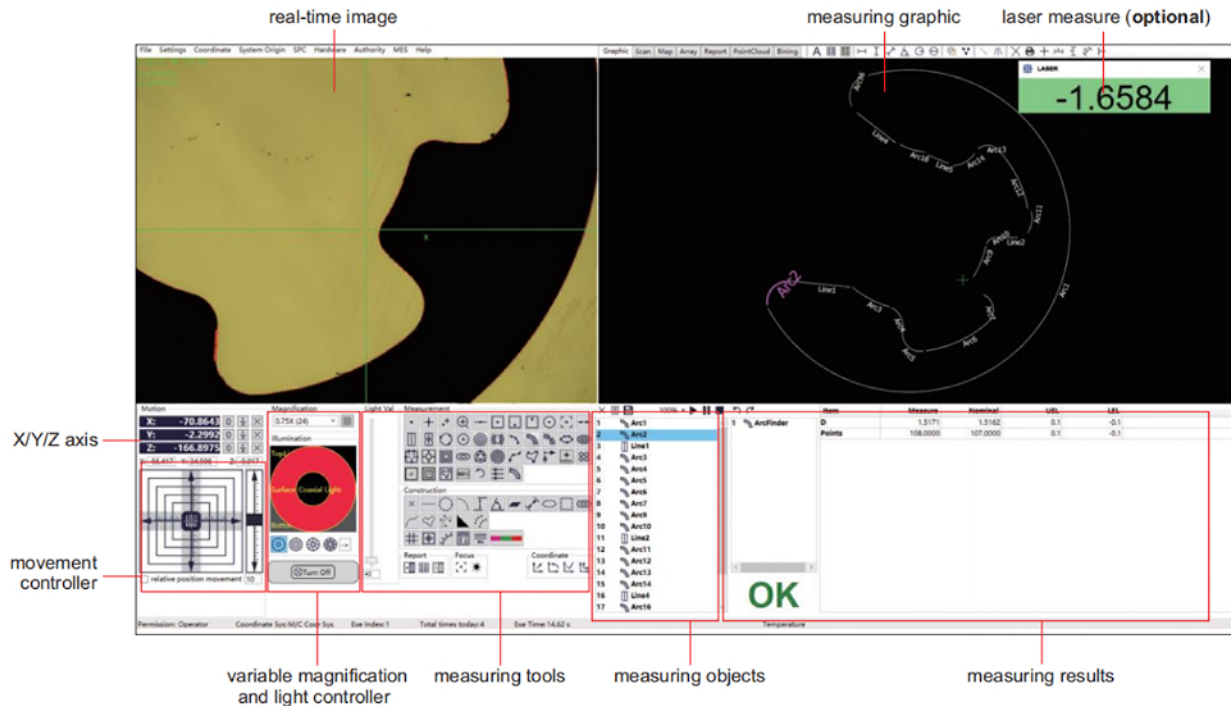 real-time image
measuring graphic
laser measure (optional)
File Settings Coordinate System Origin SPC Hardware Authority MES Help
Graphic Scan Map Array Report PointCloud Bining
LASER
-1.6584
X
Arc2
Line1
Arc3
Arc4
Arc5
Arc6
Line4
Arc16
Line5
Arc14
Arc13
Arc12
Arc11
Arc10
Line2
Arc9
Arc1
Motion
X: -70.8643 0
Y: -2.2992 0
Z: -166.8975 0
relative position movement 10
Magnification
0.75X (24)
Illumination
Surface Coaxial Light
Turn Off
Light Val
43
Measurement
Construction
Report Focus Coordinate
100%
1 Arc1
2 Arc2
3 Line1
4 Arc3
5 Arc4
6 Arc5
7 Arc6
8 Arc7
9 Arc9
10 Arc10
11 Line2
12 Arc11
13 Arc12
14 Arc13
15 Arc14
16 Line4
17 Arc16
1 ArcFinder
OK
Item Measure Nominal USL LSL
D 1.5171 1.5162 0.1 -0.1
Points 108.0000 107.0000 0.1 -0.1
Permission: Operator Coordinate Sys:M/C Coor Sys Exe Index:1 Total times today:4 Exe Time:14.62 s Temperature
X/Y/Z axis
movement
controller
variable magnification
and light controller
measuring tools
measuring objects
measuring results